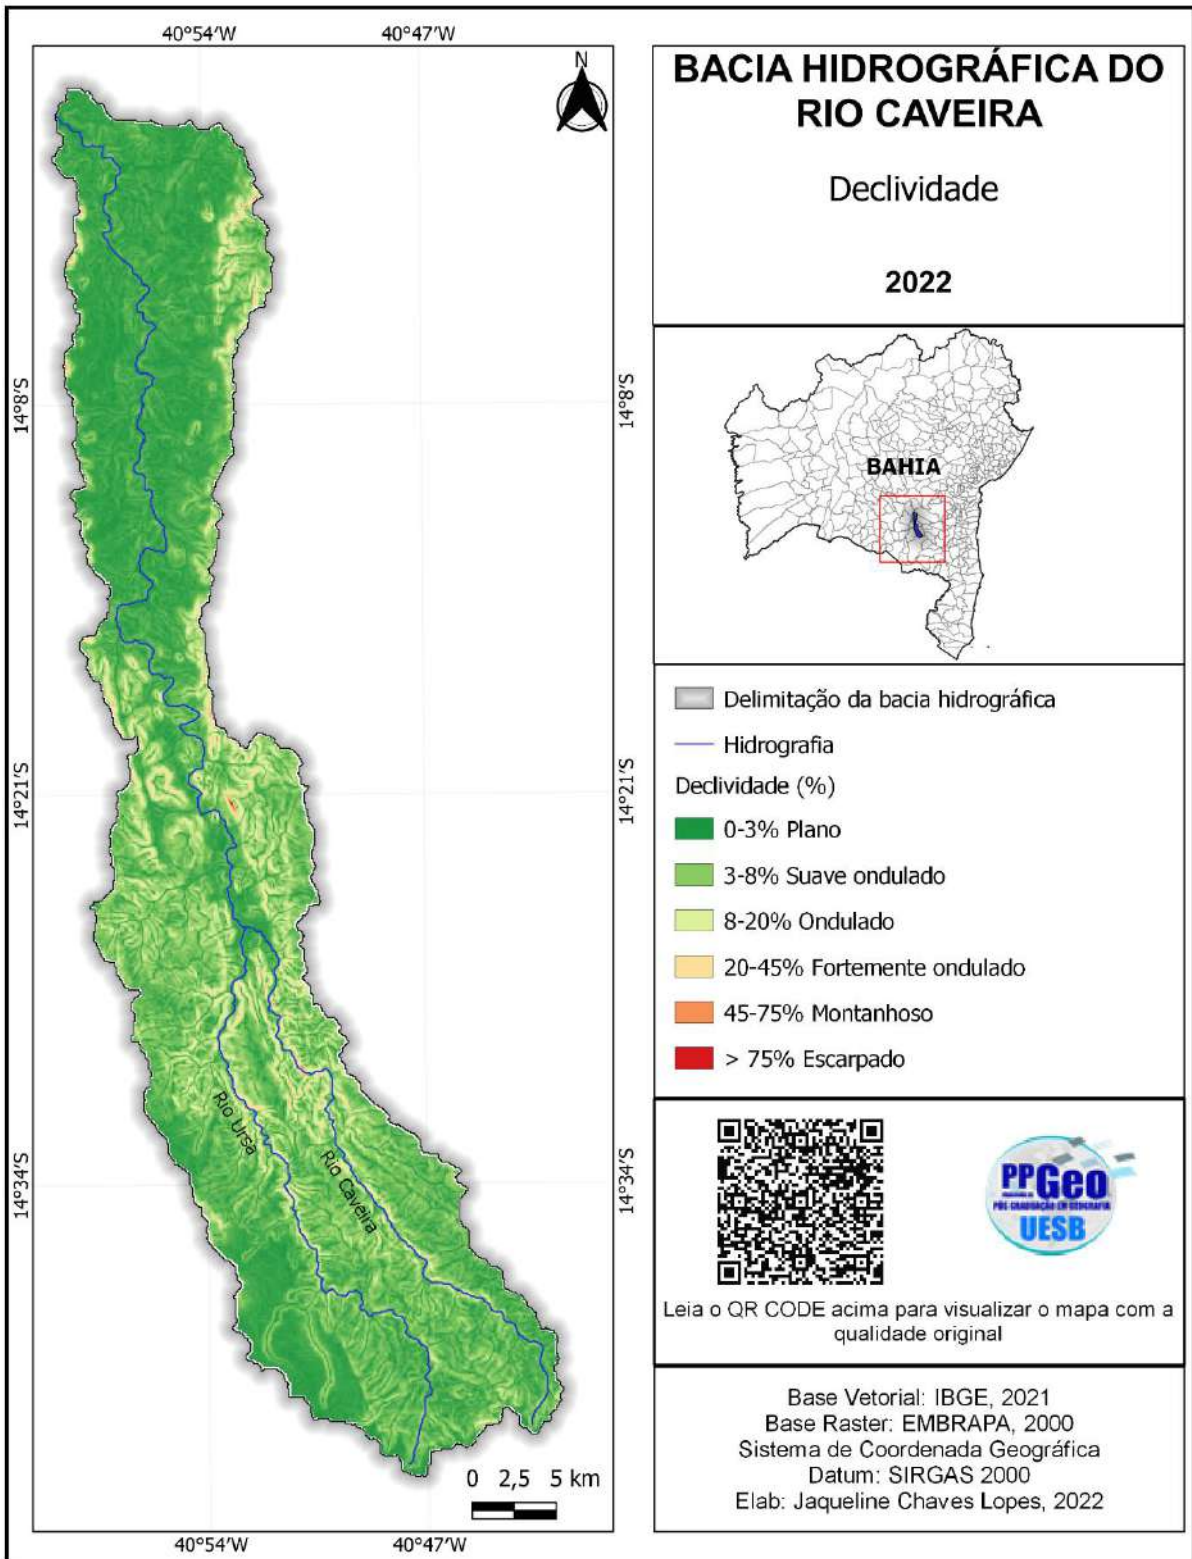 40°54'W 40°47'W
N
14°8'S 14°8'S
14°21'S 14°21'S
Rio Ursa
Rio Caveira
14°34'S 14°34'S
0 2,5 5 km
40°54'W 40°47'W
BACIA HIDROGRÁFICA DO
RIO CAVEIRA
Declividade
2022
BAHIA
Delimitação da bacia hidrográfica
Hidrografia
Declividade (%)
0-3% Plano
3-8% Suave ondulado
8-20% Ondulado
20-45% Fortemente ondulado
45-75% Montanhoso
> 75% Escarpado
PPGeo
PÓS-GRADUAÇÃO EM GEOGRAFIA
UESB
Leia o QR CODE acima para visualizar o mapa com a
qualidade original
Base Vetorial: IBGE, 2021
Base Raster: EMBRAPA, 2000
Sistema de Coordenada Geográfica
Datum: SIRGAS 2000
Elab: Jaqueline Chaves Lopes, 2022